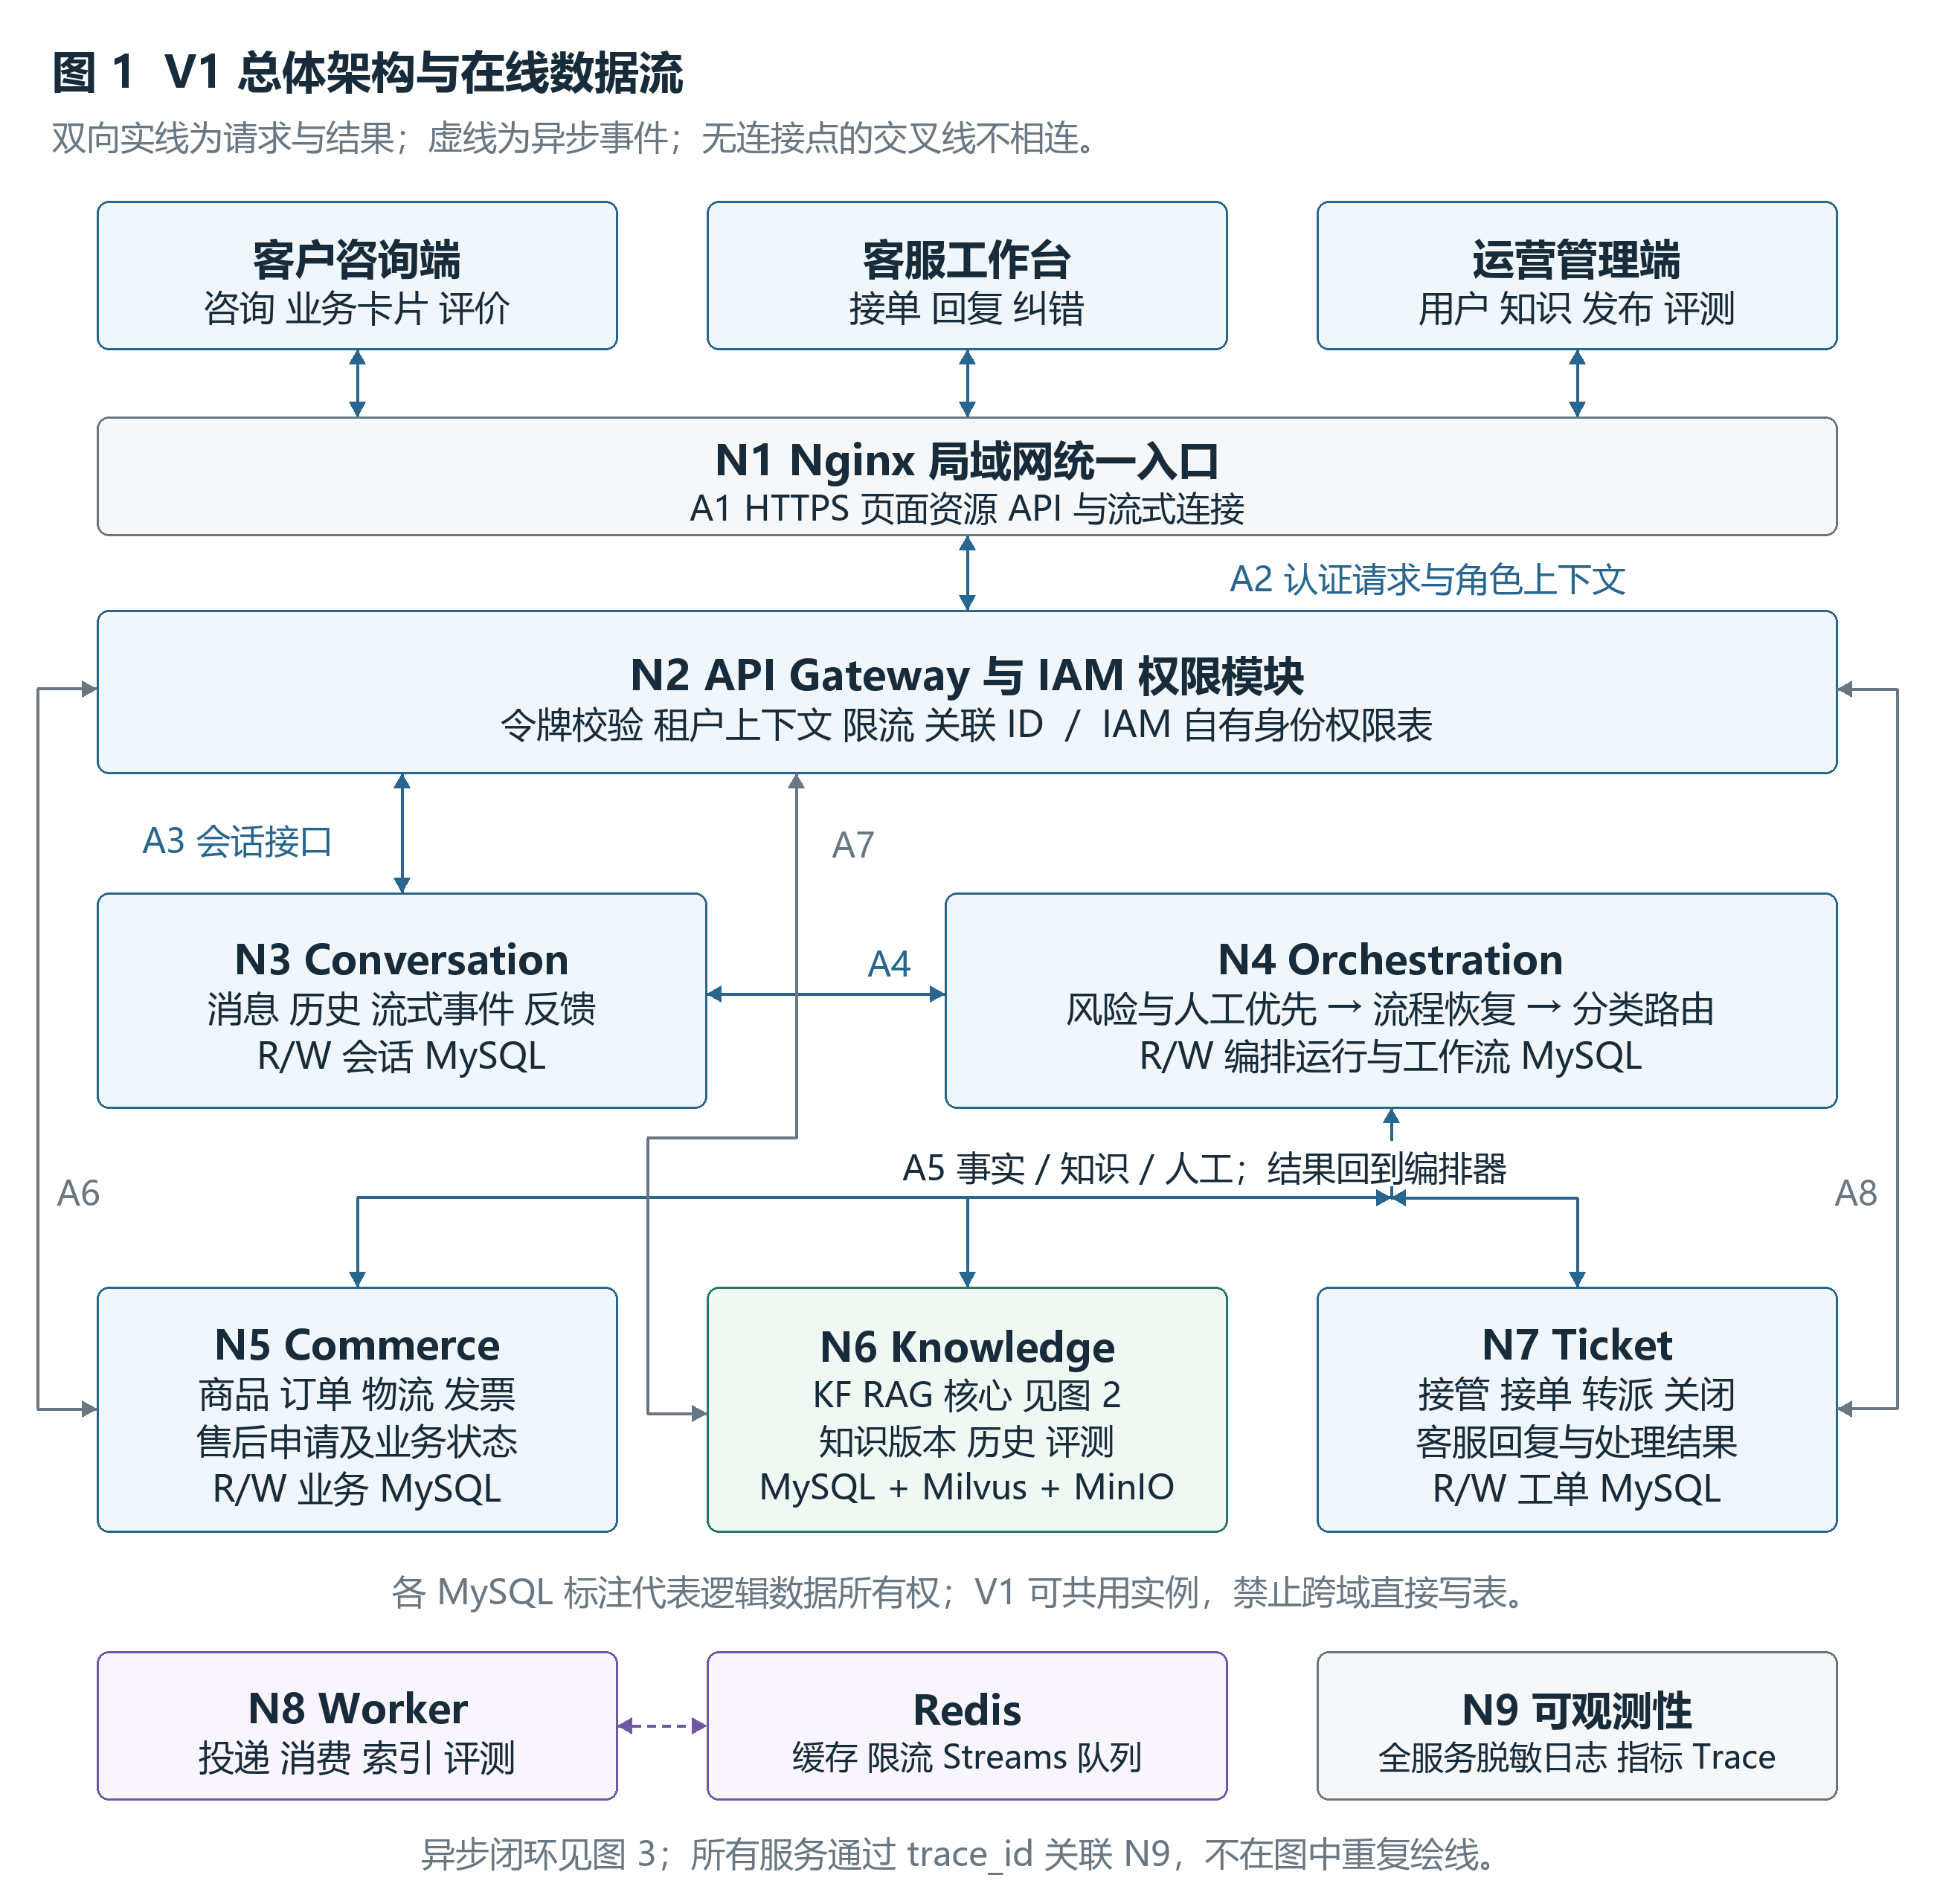 图 1 V1 总体架构与在线数据流
双向实线为请求与结果；虚线为异步事件；无连接点的交叉线不相连。
客户咨询端
咨询 业务卡片 评价
客服工作台
接单 回复 纠错
运营管理端
用户 知识 发布 评测
N1 Nginx 局域网统一入口
A1 HTTPS 页面资源 API 与流式连接
A2 认证请求与角色上下文
N2 API Gateway 与 IAM 权限模块
令牌校验 租户上下文 限流 关联 ID / IAM 自有身份权限表
A3 会话接口
A7
N3 Conversation
消息 历史 流式事件 反馈
R/W 会话 MySQL
A4
N4 Orchestration
风险与人工优先 → 流程恢复 → 分类路由
R/W 编排运行与工作流 MySQL
A5 事实 / 知识 / 人工；结果回到编排器
A6
A8
N5 Commerce
商品 订单 物流 发票
售后申请及业务状态
R/W 业务 MySQL
N6 Knowledge
KF RAG 核心 见图 2
知识版本 历史 评测
MySQL + Milvus + MinIO
N7 Ticket
接管 接单 转派 关闭
客服回复与处理结果
R/W 工单 MySQL
各 MySQL 标注代表逻辑数据所有权；V1 可共用实例，禁止跨域直接写表。
N8 Worker
投递 消费 索引 评测
Redis
缓存 限流 Streams 队列
N9 可观测性
全服务脱敏日志 指标 Trace
异步闭环见图 3；所有服务通过 trace_id 关联 N9，不在图中重复绘线。